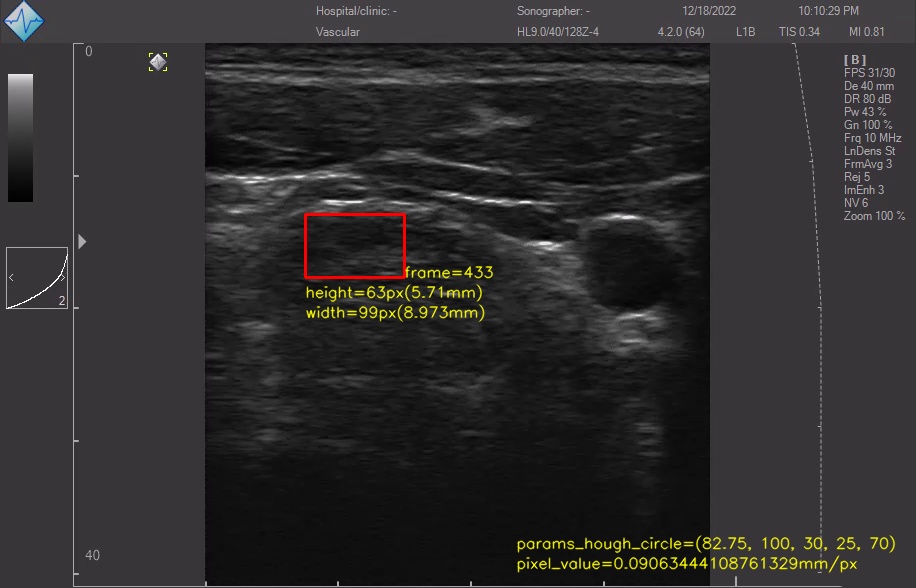 Hospital/clinic: - Sonographer: - 12/18/2022 10:10:29 PM
Vascular HL9.0/40/128Z-4 4.2.0 (64) L1B TIS 0.34 MI 0.81
0
[ B ]
FPS 31/30
De 40 mm
DR 80 dB
Pw 43 %
Gn 100 %
Frq 10 MHz
LnDens St
FrmAvg 3
Rej 5
ImEnh 3
NV 6
Zoom 100 %
2
frame=433
height=63px(5.71mm)
width=99px(8.973mm)
40
params_hough_circle=(82.75, 100, 30, 25, 70)
pixel_value=0.09063444108761329mm/px